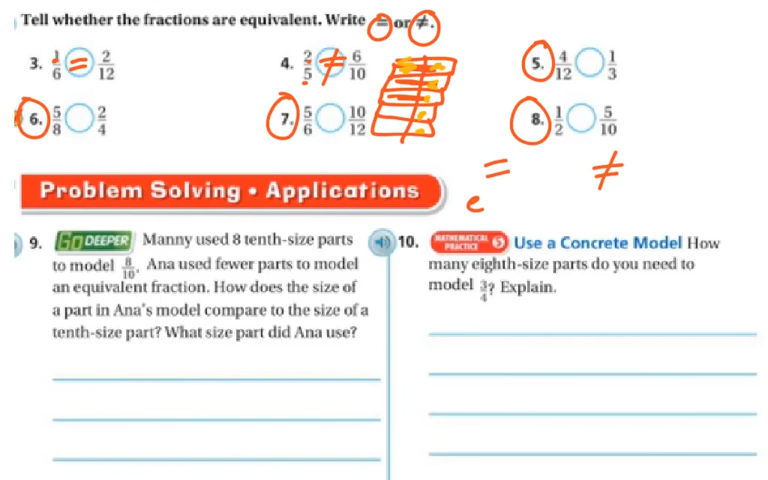 Tell whether the fractions are equivalent. Write = or ≠.
3. 1/6 = 2/12
4. 2/5 ≠ 6/10
5. 4/12 ◯ 1/3
6. 5/8 ◯ 2/4
7. 5/6 ◯ 10/12
8. 1/2 ◯ 5/10
= ≠
e
Problem Solving • Applications
9. GO DEEPER Manny used 8 tenth-size parts
to model 8/10. Ana used fewer parts to model
an equivalent fraction. How does the size of
a part in Ana's model compare to the size of a
tenth-size part? What size part did Ana use?
10. MATHEMATICAL PRACTICE 5 Use a Concrete Model How
many eighth-size parts do you need to
model 3/4? Explain.